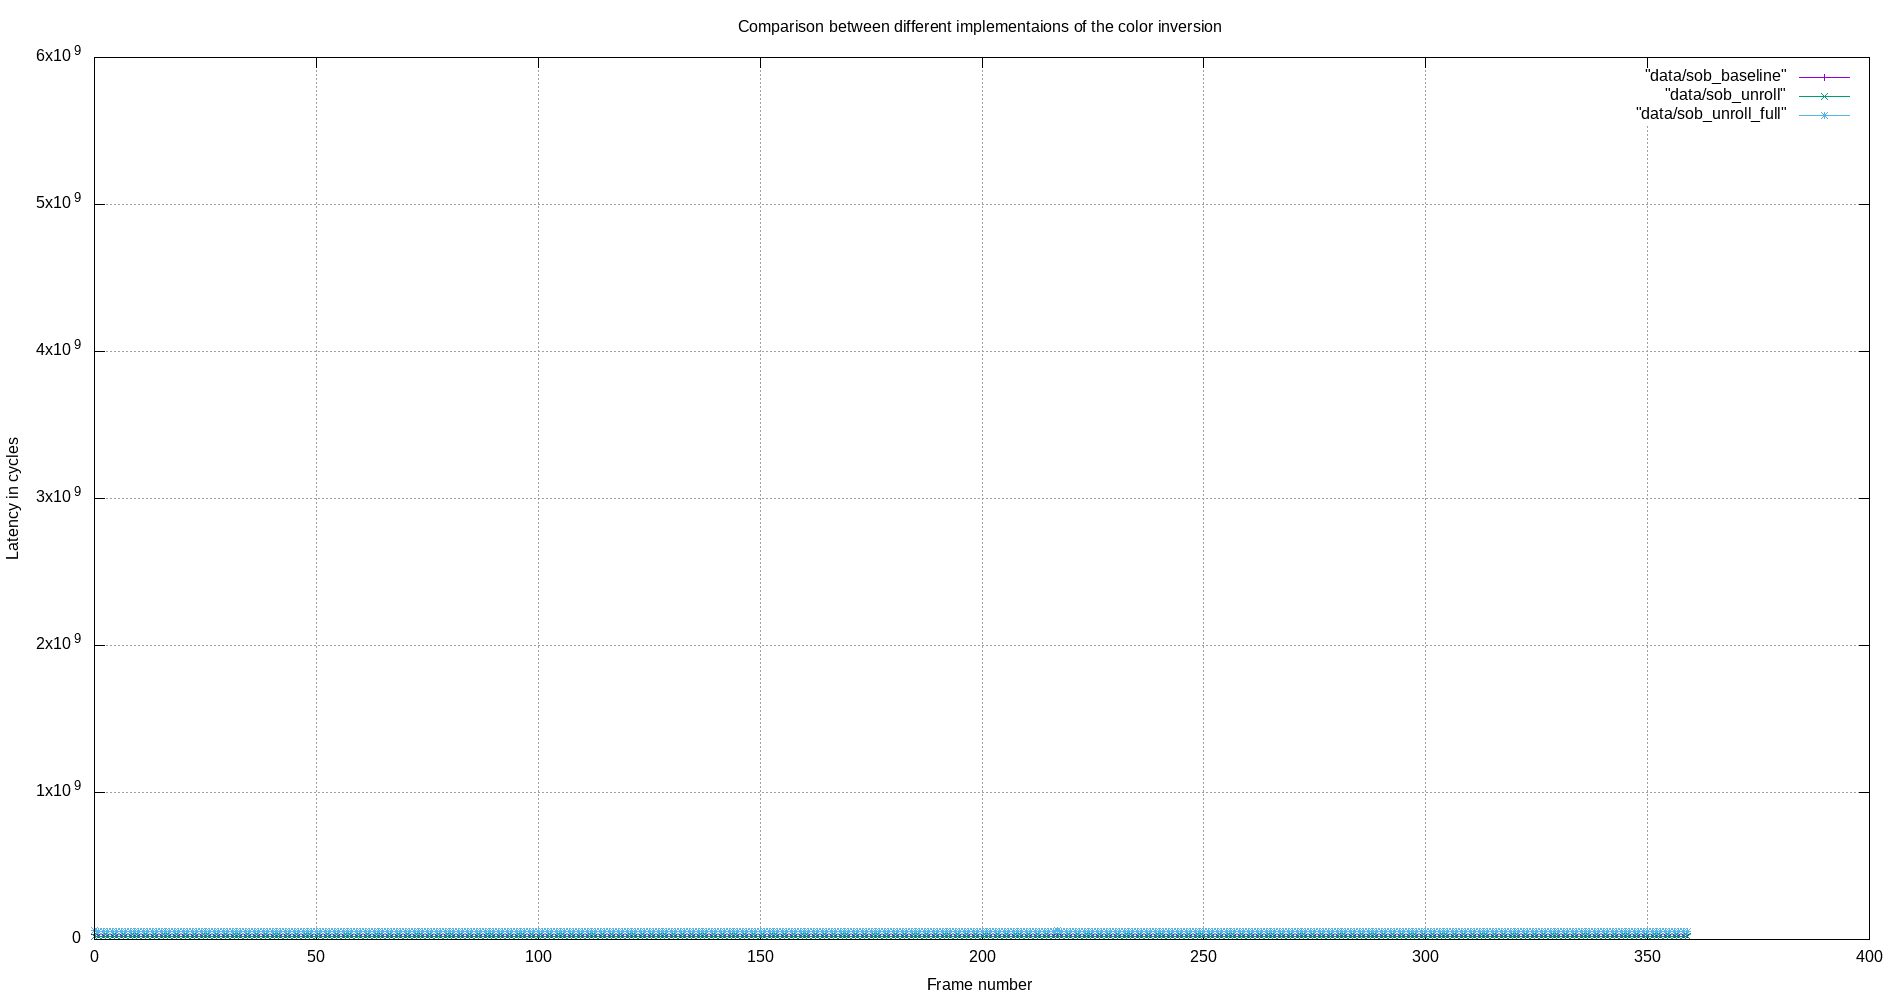 Comparison between different implementaions of the color inversion
6x10 9
5x10 9
4x10 9
3x10 9
2x10 9
1x10 9
0
"data/sob_baseline"
"data/sob_unroll"
"data/sob_unroll_full"
Latency in cycles
0 50 100 150 200 250 300 350 400
Frame number